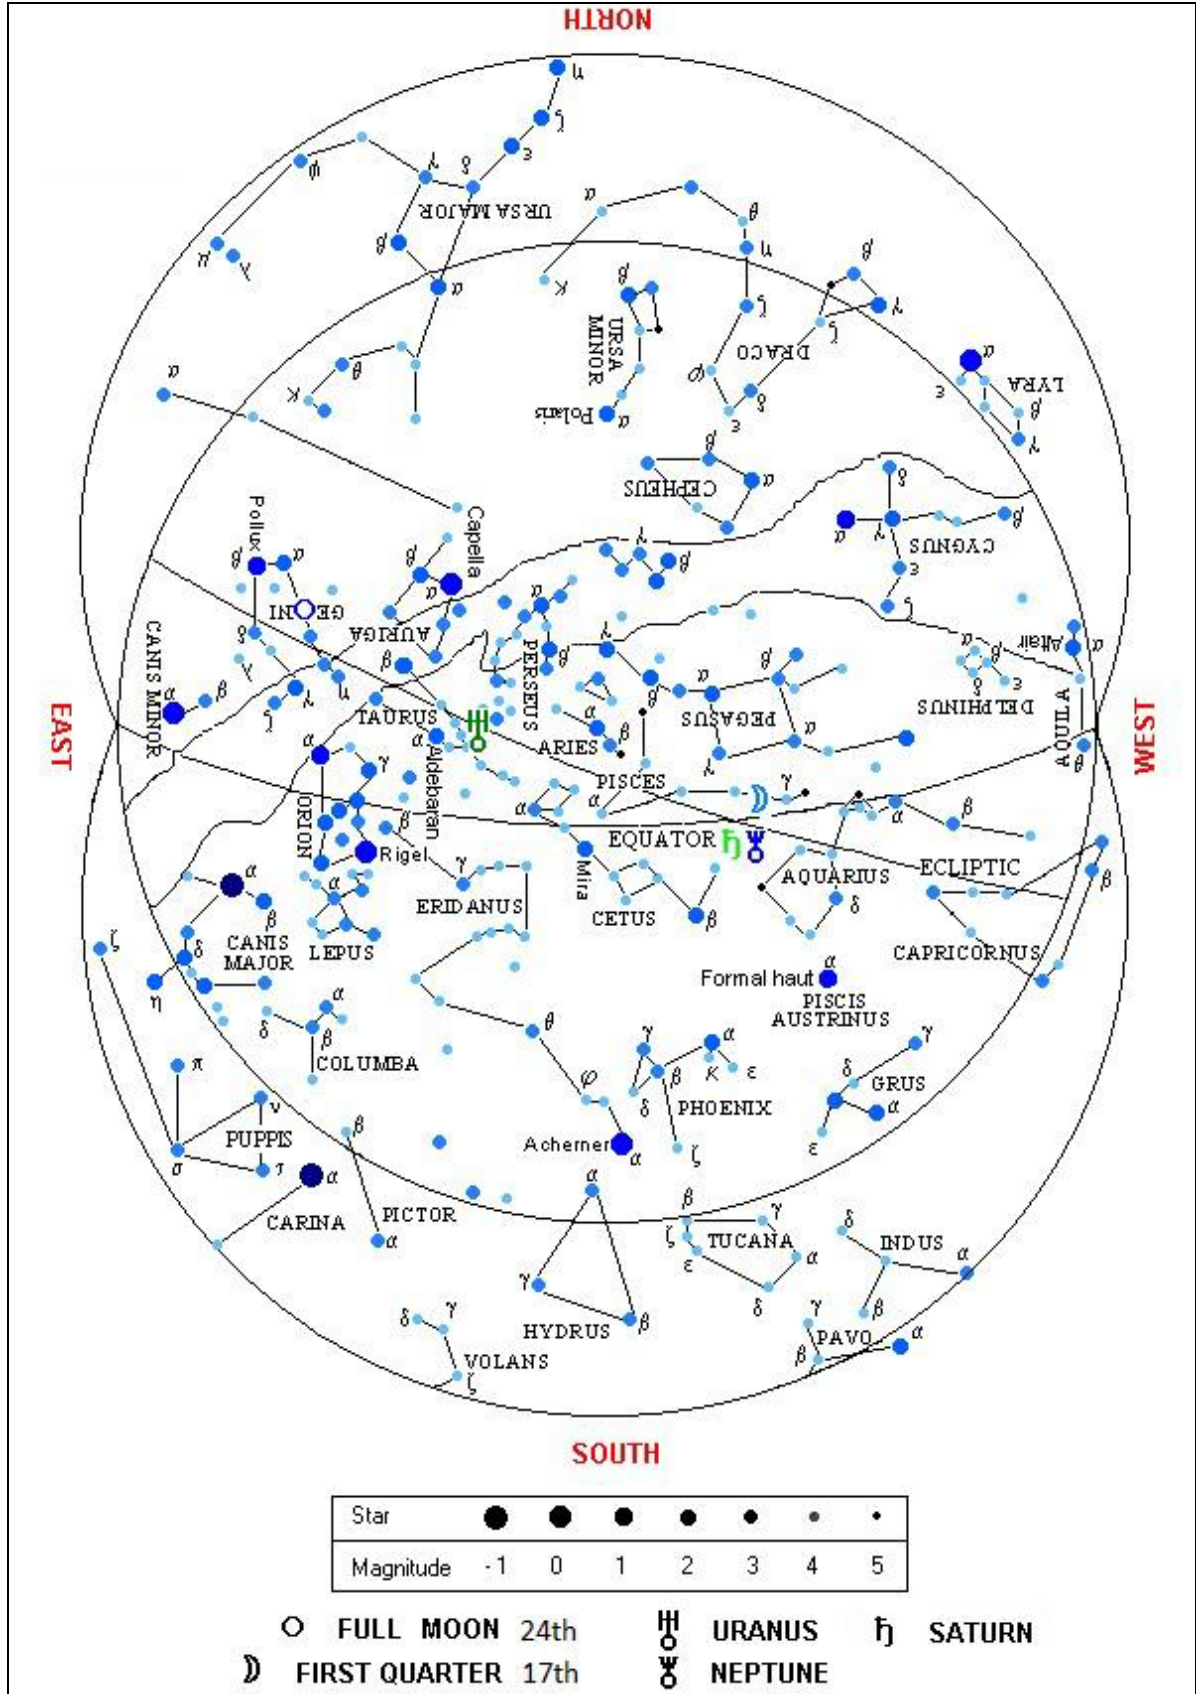 NORTH
η
ζ
ε
δ
γ
φ
URSA MAJOR
β
μ
λ
α
α
θ
η
κ
β
β
γ
ζ
ζ
URSA
MINOR
DRACO
α
LYRA
ε
β
γ
θ
κ
α
φ
δ
ε
Polaris
α
β
CEPHEUS
α
δ
α
γ
CYGNUS
β
ε
ζ
Pollux
β
α
Capella
β
α
GE INI
AURIGA
γ
β
α
PERSEUS
β
γ
β
α
β
α
Altair
α
β
δ
ε
DELPHINUS
AQUILA
θ
δ
λ
γ
ζ
η
CANIS MINOR
α
β
β
TAURUS
α
Aldebaran
ARIES
α
β
PEGASUS
α
γ
PISCES
α
γ
EAST
WEST
α
γ
ORION
β
Rigel
EQUATOR
α
Mira
CETUS
β
AQUARIUS
α
β
δ
ECLIPTIC
β
CAPRICORNUS
α
β
δ
CANIS
MAJOR
η
LEPUS
γ
ERIDANUS
ζ
Formal haut
α
PISCIS
AUSTRINUS
δ
α
β
COLUMBA
θ
γ
α
β
κ
ε
δ
PHOENIX
ζ
γ
δ
GRUS
α
ε
π
ν
PUPPIS
σ
τ
β
φ
Acherner
α
α
CARINA
PICTOR
α
α
γ
HYDRUS
β
β
γ
ζ
TUCANA
ε
α
δ
δ
INDUS
α
β
γ
PAVO
α
β
δ
γ
VOLANS
ζ
SOUTH
Star
Magnitude -1 0 1 2 3 4 5
FULL MOON 24th URANUS SATURN
FIRST QUARTER 17th NEPTUNE